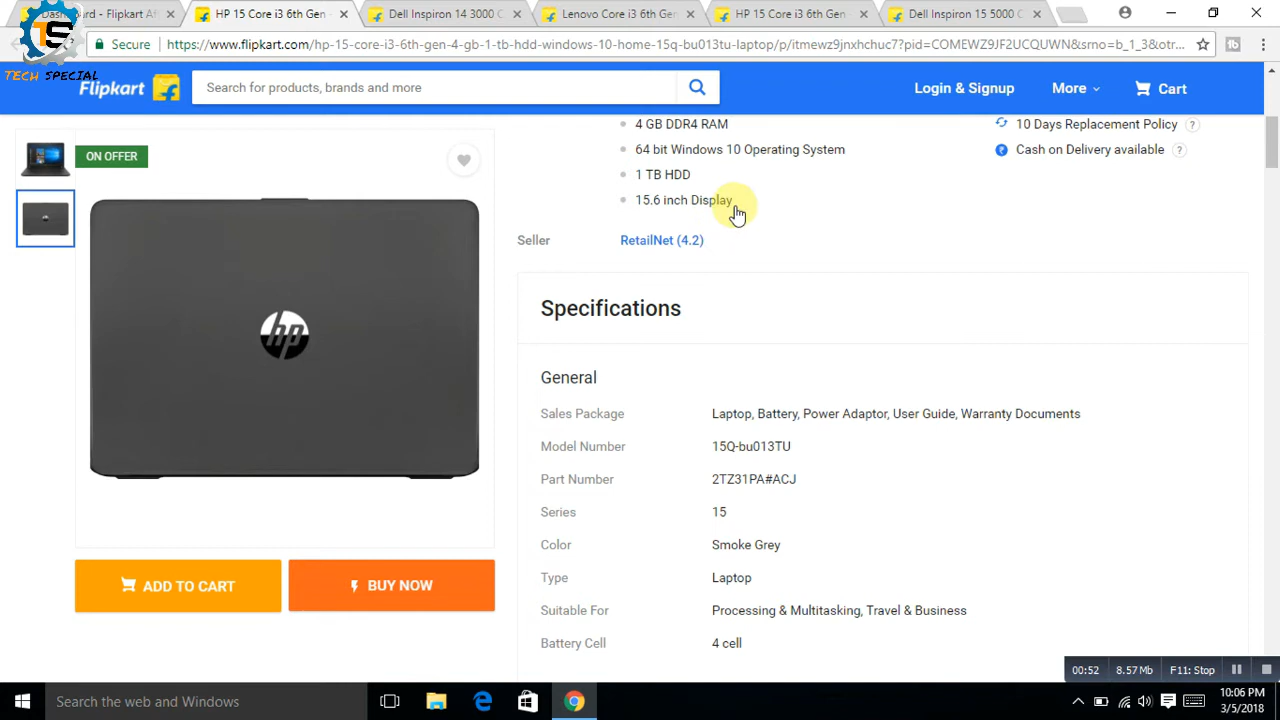 Dashboard - Flipkart Af
HP 15 Core i3 6th Gen
Dell Inspiron 14 3000
Lenovo Core i3 6th Gen
HP Core i3 6th Gen
Dell Inspiron 15 5000 C
Secure
https://www.flipkart.com/hp-15-core-i3-6th-gen-4-gb-1-tb-hdd-windows-10-home-15q-bu013tu-laptop/p/itmewz9jnxhchuc7?pid=COMEWZ9JF2UCQUWN&srno=b_1_3&otr...
TECH SPECIAL
Flipkart
Search for products, brands and more
Login & Signup
More
Cart
4 GB DDR4 RAM
10 Days Replacement Policy ?
ON OFFER
64 bit Windows 10 Operating System
Cash on Delivery available ?
1 TB HDD
15.6 inch Display
Seller
RetailNet (4.2)
Specifications
hp
General
Sales Package
Laptop, Battery, Power Adaptor, User Guide, Warranty Documents
Model Number
15Q-bu013TU
Part Number
2TZ31PA#ACJ
Series
15
Color
Smoke Grey
Type
Laptop
Suitable For
Processing & Multitasking, Travel & Business
Battery Cell
4 cell
ADD TO CART
BUY NOW
00:52
8.57 Mb
F11: Stop
Search the web and Windows
10:06 PM
3/5/2018